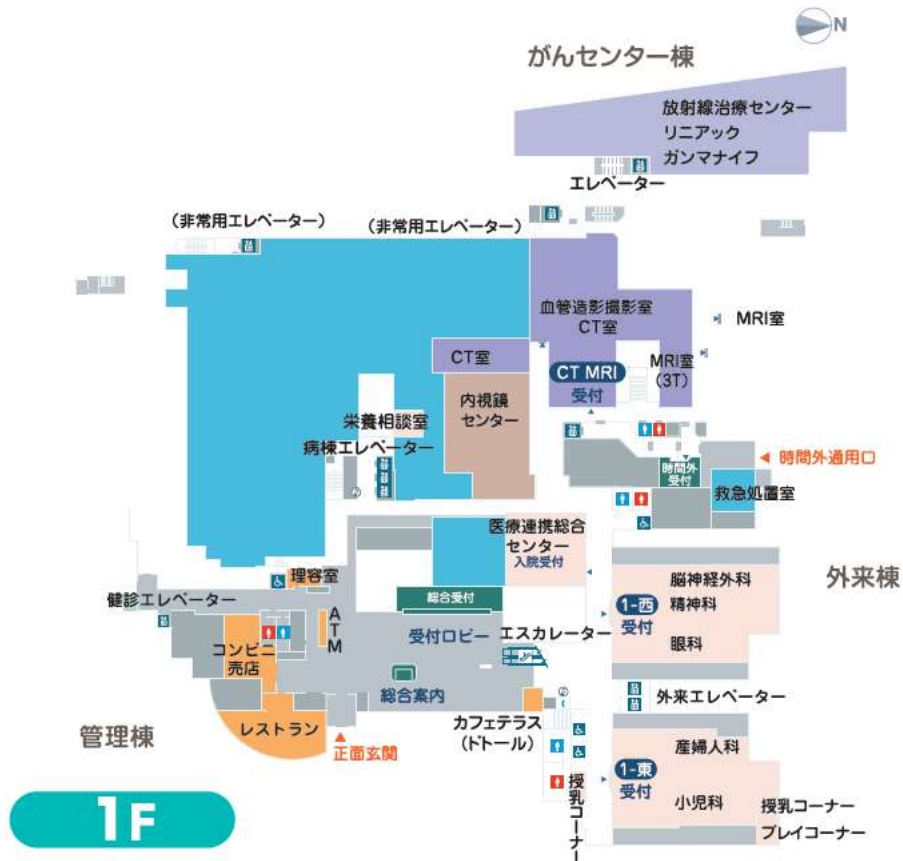 N
がんセンター棟
放射線治療センター
リニアック
ガンマナイフ
エレベーター
(非常用エレベーター)
(非常用エレベーター)
血管造影撮影室
CT室
MRI室
CT室
MRI室
(3T)
CT MRI
受付
内視鏡
センター
栄養相談室
病棟エレベーター
時間外通用口
時間外
受付
救急処置室
医療連携総合
センター
入院受付
外来棟
脳神経外科
1-西
受付
精神科
眼科
理容室
健診エレベーター
総合受付
ATM
受付ロビー
エスカレーター
コンビニ
売店
外来エレベーター
総合案内
カフェテラス
(ドトール)
レストラン
管理棟
正面玄関
産婦人科
1-東
受付
小児科
授乳コーナー
授乳コーナー
プレイコーナー
1F